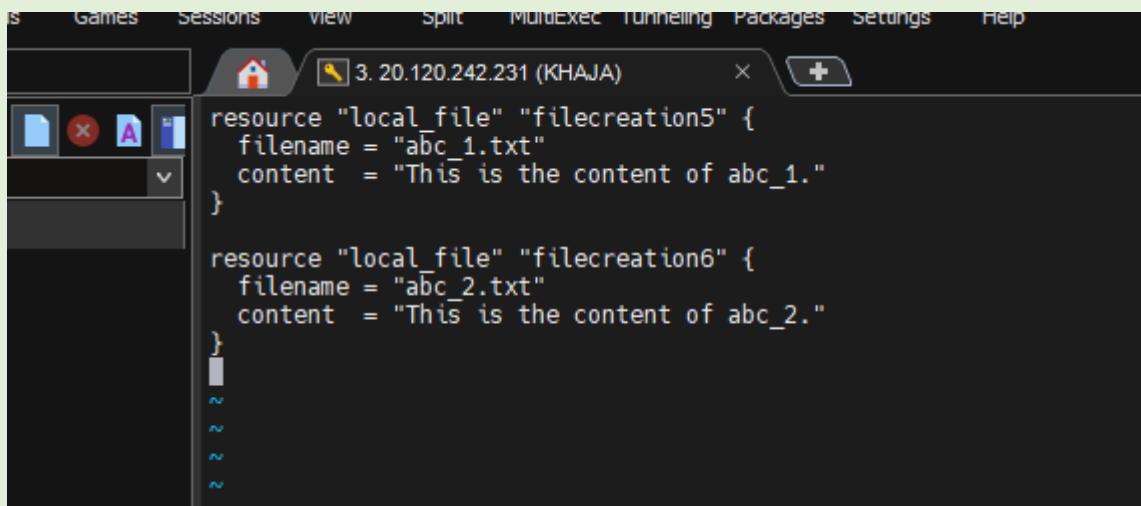 Games Sessions View Split MultiExec Tunneling Packages Settings Help
3. 20.120.242.231 (KHAJA)
resource "local_file" "filecreation5" {
  filename = "abc_1.txt"
  content  = "This is the content of abc_1."
}
resource "local_file" "filecreation6" {
  filename = "abc_2.txt"
  content  = "This is the content of abc_2."
}
~
~
~
~